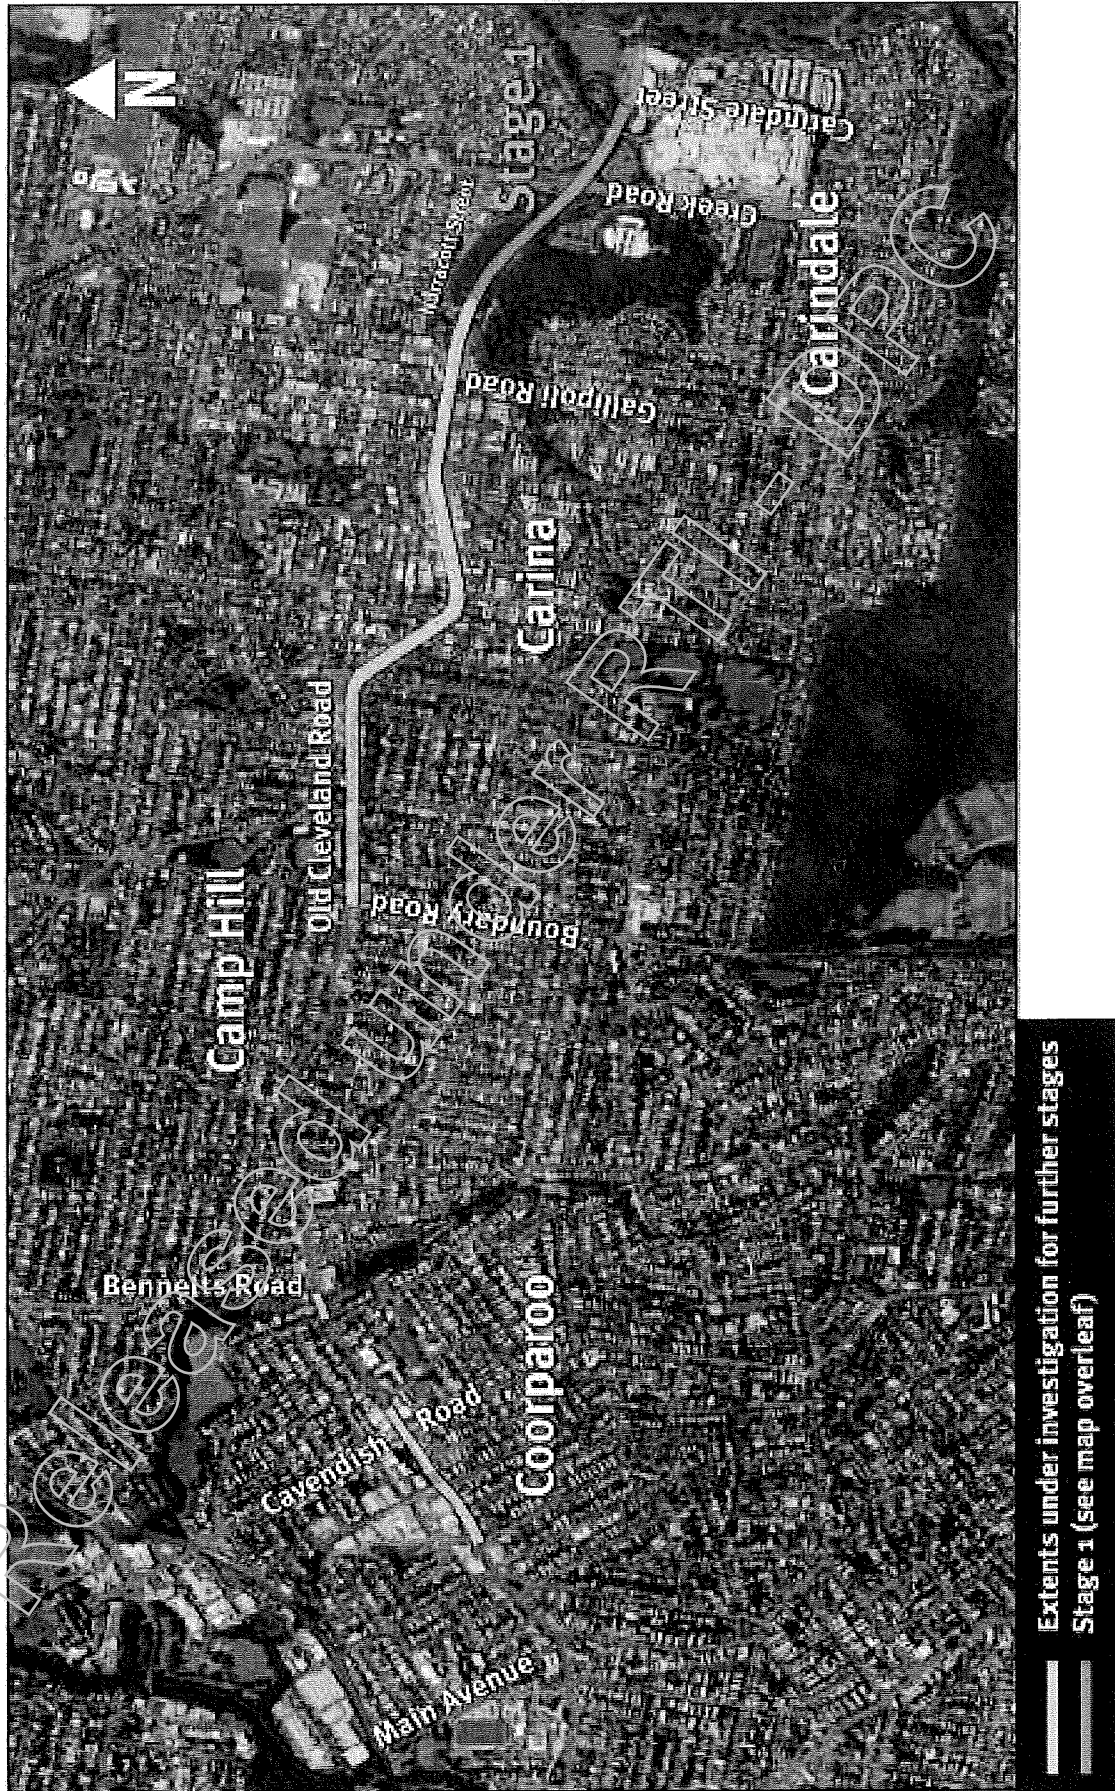 N
Stage 1
Carindale Street
Creek Road
Narracott Street
Carindale
Gallipoli Road
Carina
Old Cleveland Road
Camp Hill
Boundary Road
Bennetts Road
Coorparoo
Cavendish Road
Main Avenue
Extents under investigation for further stages
Stage 1 (see map overleaf)
Released under RTI - DPC